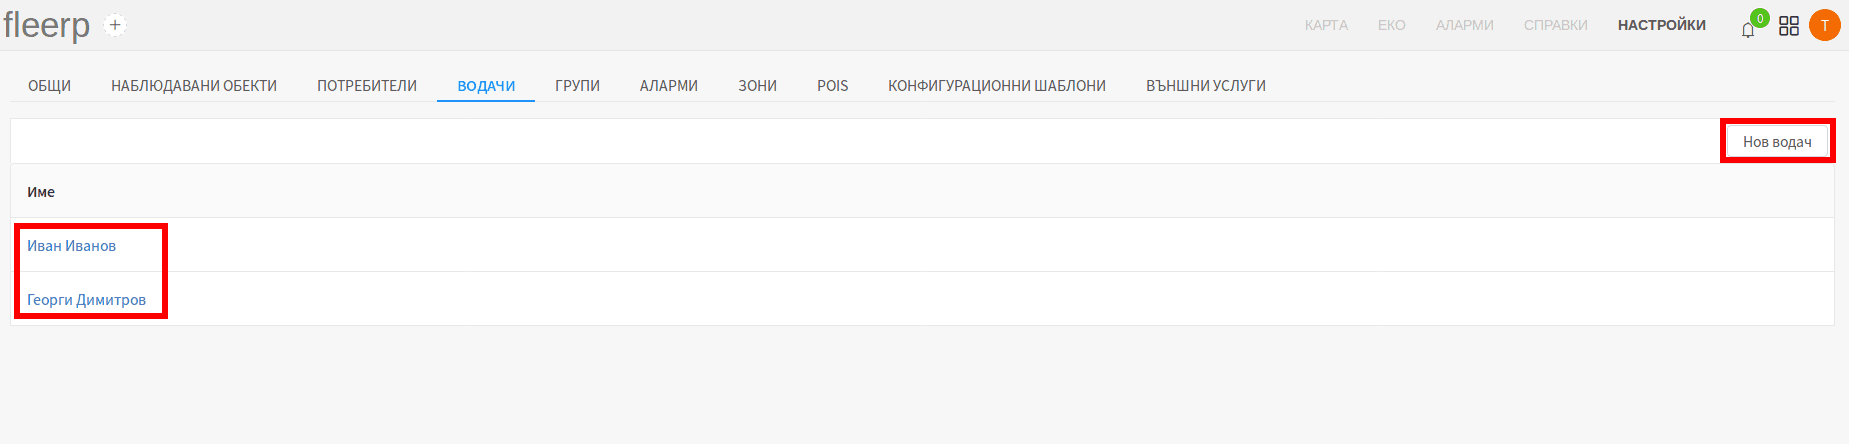 fleerp + КАРТА ЕКО АЛАРМИ СПРАВКИ НАСТРОЙКИ 0 T
ОБЩИ НАБЛЮДАВАНИ ОБЕКТИ ПОТРЕБИТЕЛИ ВОДАЧИ ГРУПИ АЛАРМИ ЗОНИ POIS КОНФИГУРАЦИОННИ ШАБЛОНИ ВЪНШНИ УСЛУГИ
Нов водач
Име
Иван Иванов
Георги Димитров